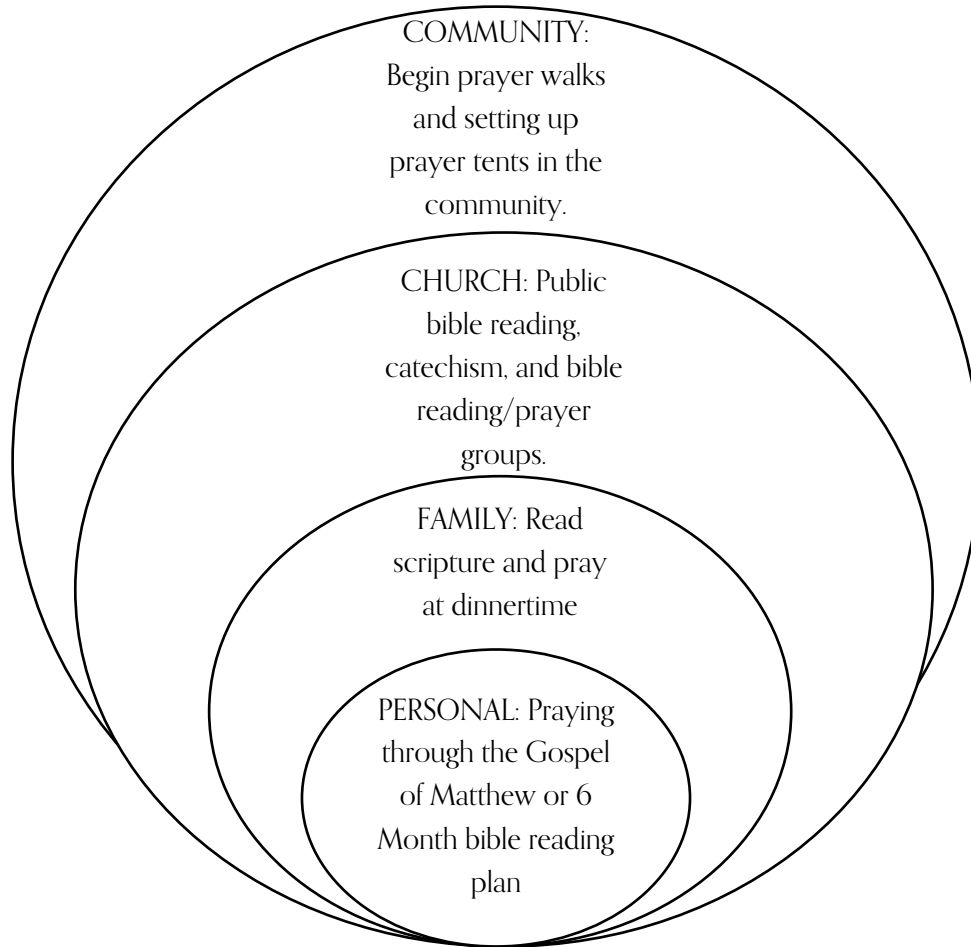 COMMUNITY:
Begin prayer walks
and setting up
prayer tents in the
community.
CHURCH: Public
bible reading,
catechism, and bible
reading/prayer
groups.
FAMILY: Read
scripture and pray
at dinnertime
PERSONAL: Praying
through the Gospel
of Matthew or 6
Month bible reading
plan